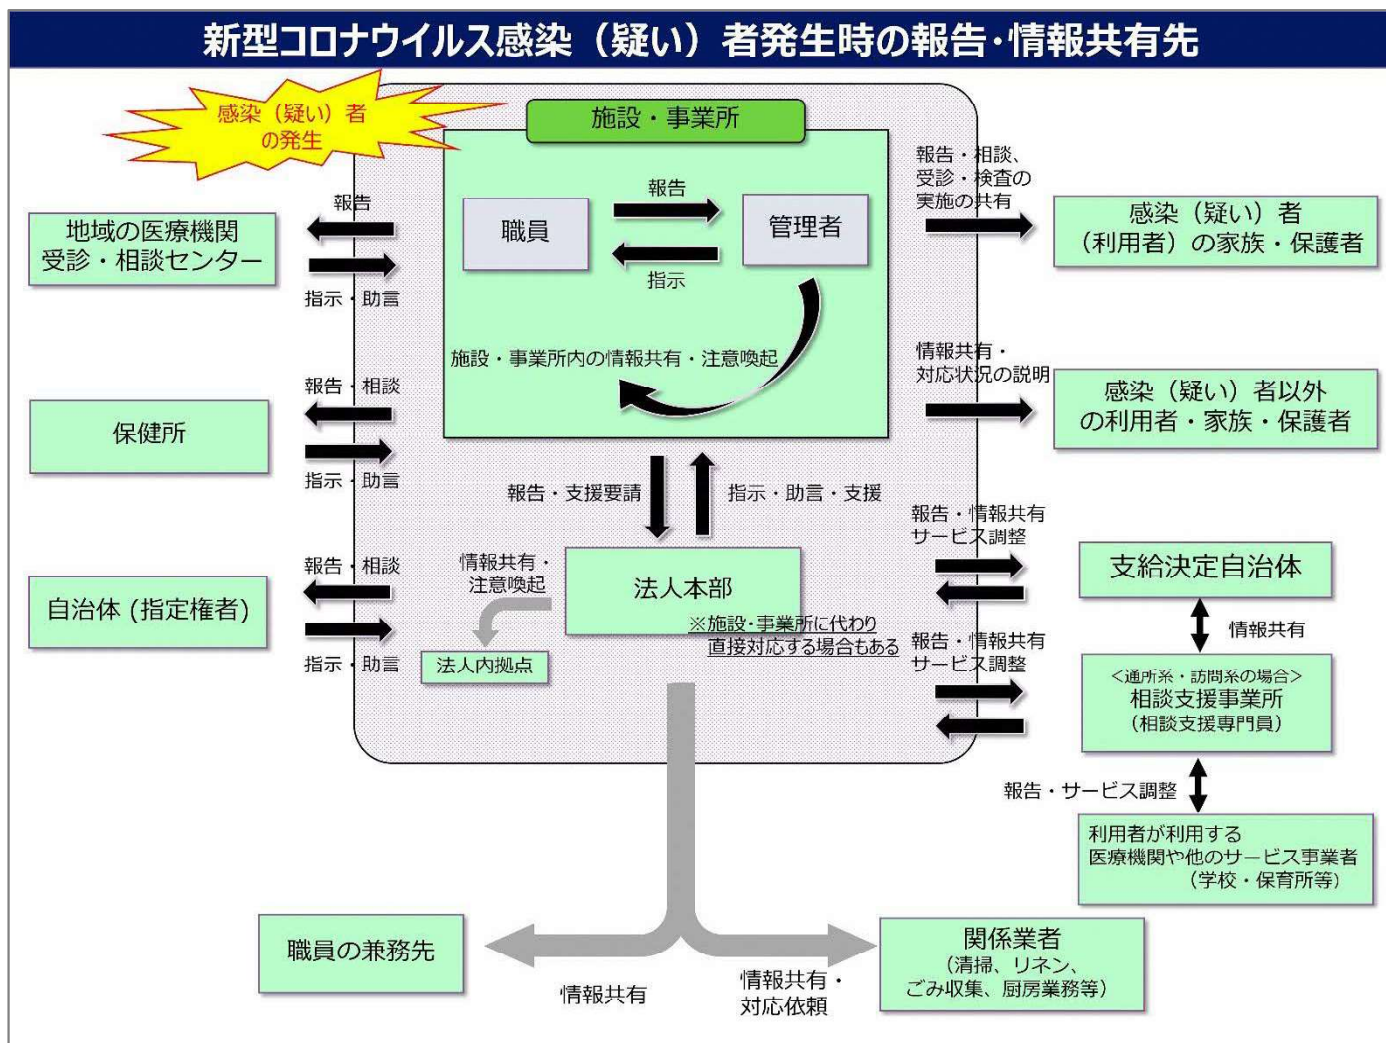 新型コロナウイルス感染（疑い）者発生時の報告・情報共有先
感染（疑い）者
の発生
施設・事業所
職員
報告
管理者
指示
施設・事業所内の情報共有・注意喚起
報告
地域の医療機関
受診・相談センター
指示・助言
報告・相談
保健所
指示・助言
報告・相談
自治体 (指定権者)
指示・助言
報告・支援要請
指示・助言・支援
情報共有・
注意喚起
法人本部
※施設・事業所に代わり
直接対応する場合もある
法人内拠点
報告・相談、
受診・検査の
実施の共有
感染（疑い）者
（利用者）の家族・保護者
情報共有・
対応状況の説明
感染（疑い）者以外
の利用者・家族・保護者
報告・情報共有
サービス調整
支給決定自治体
情報共有
報告・情報共有
サービス調整
＜通所系・訪問系の場合＞
相談支援事業所
（相談支援専門員）
報告・サービス調整
利用者が利用する
医療機関や他のサービス事業者
（学校・保育所等）
職員の兼務先
情報共有
情報共有・
対応依頼
関係業者
（清掃、リネン、
ごみ収集、厨房業務等）